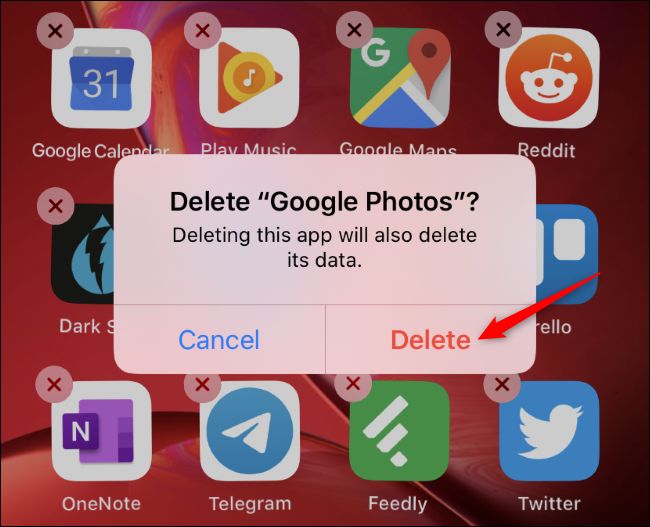 31
G
Google Calendar
Play Music
Google Maps
Reddit
Delete “Google Photos”?
Deleting this app will also delete
its data.
Dark S
rello
Cancel
Delete
N
OneNote
Telegram
Feedly
Twitter